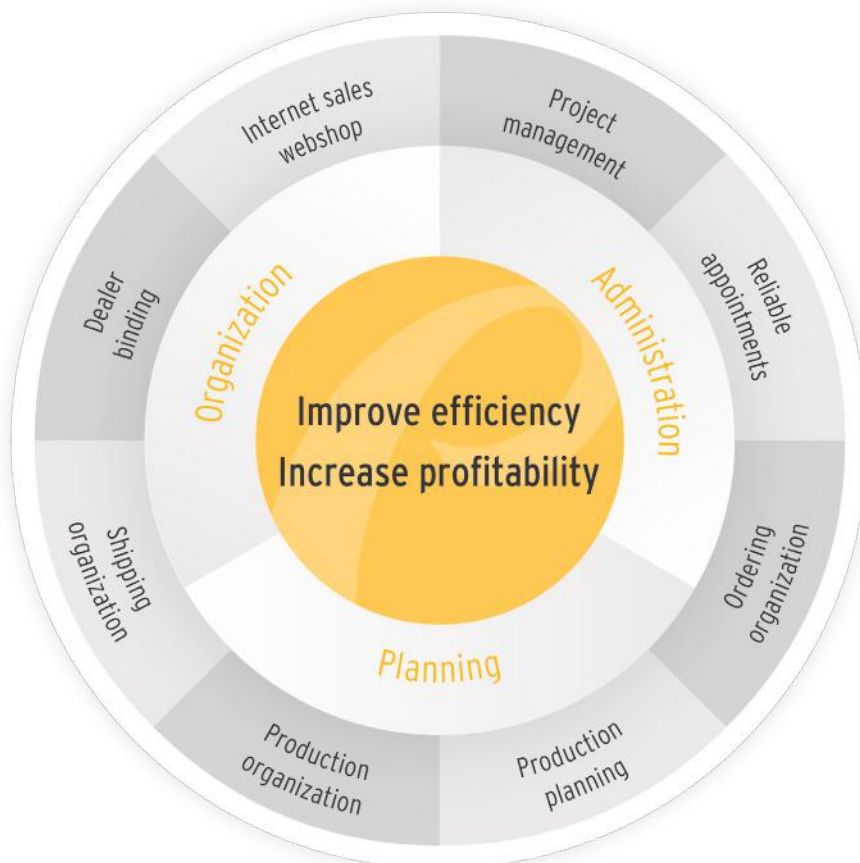 Internet sales
webshop
Project
management
Reliable
appointments
Ordering
organization
Production
planning
Production
organization
Shipping
organization
Dealer
binding
Organization
Administration
Planning
Improve efficiency
Increase profitability